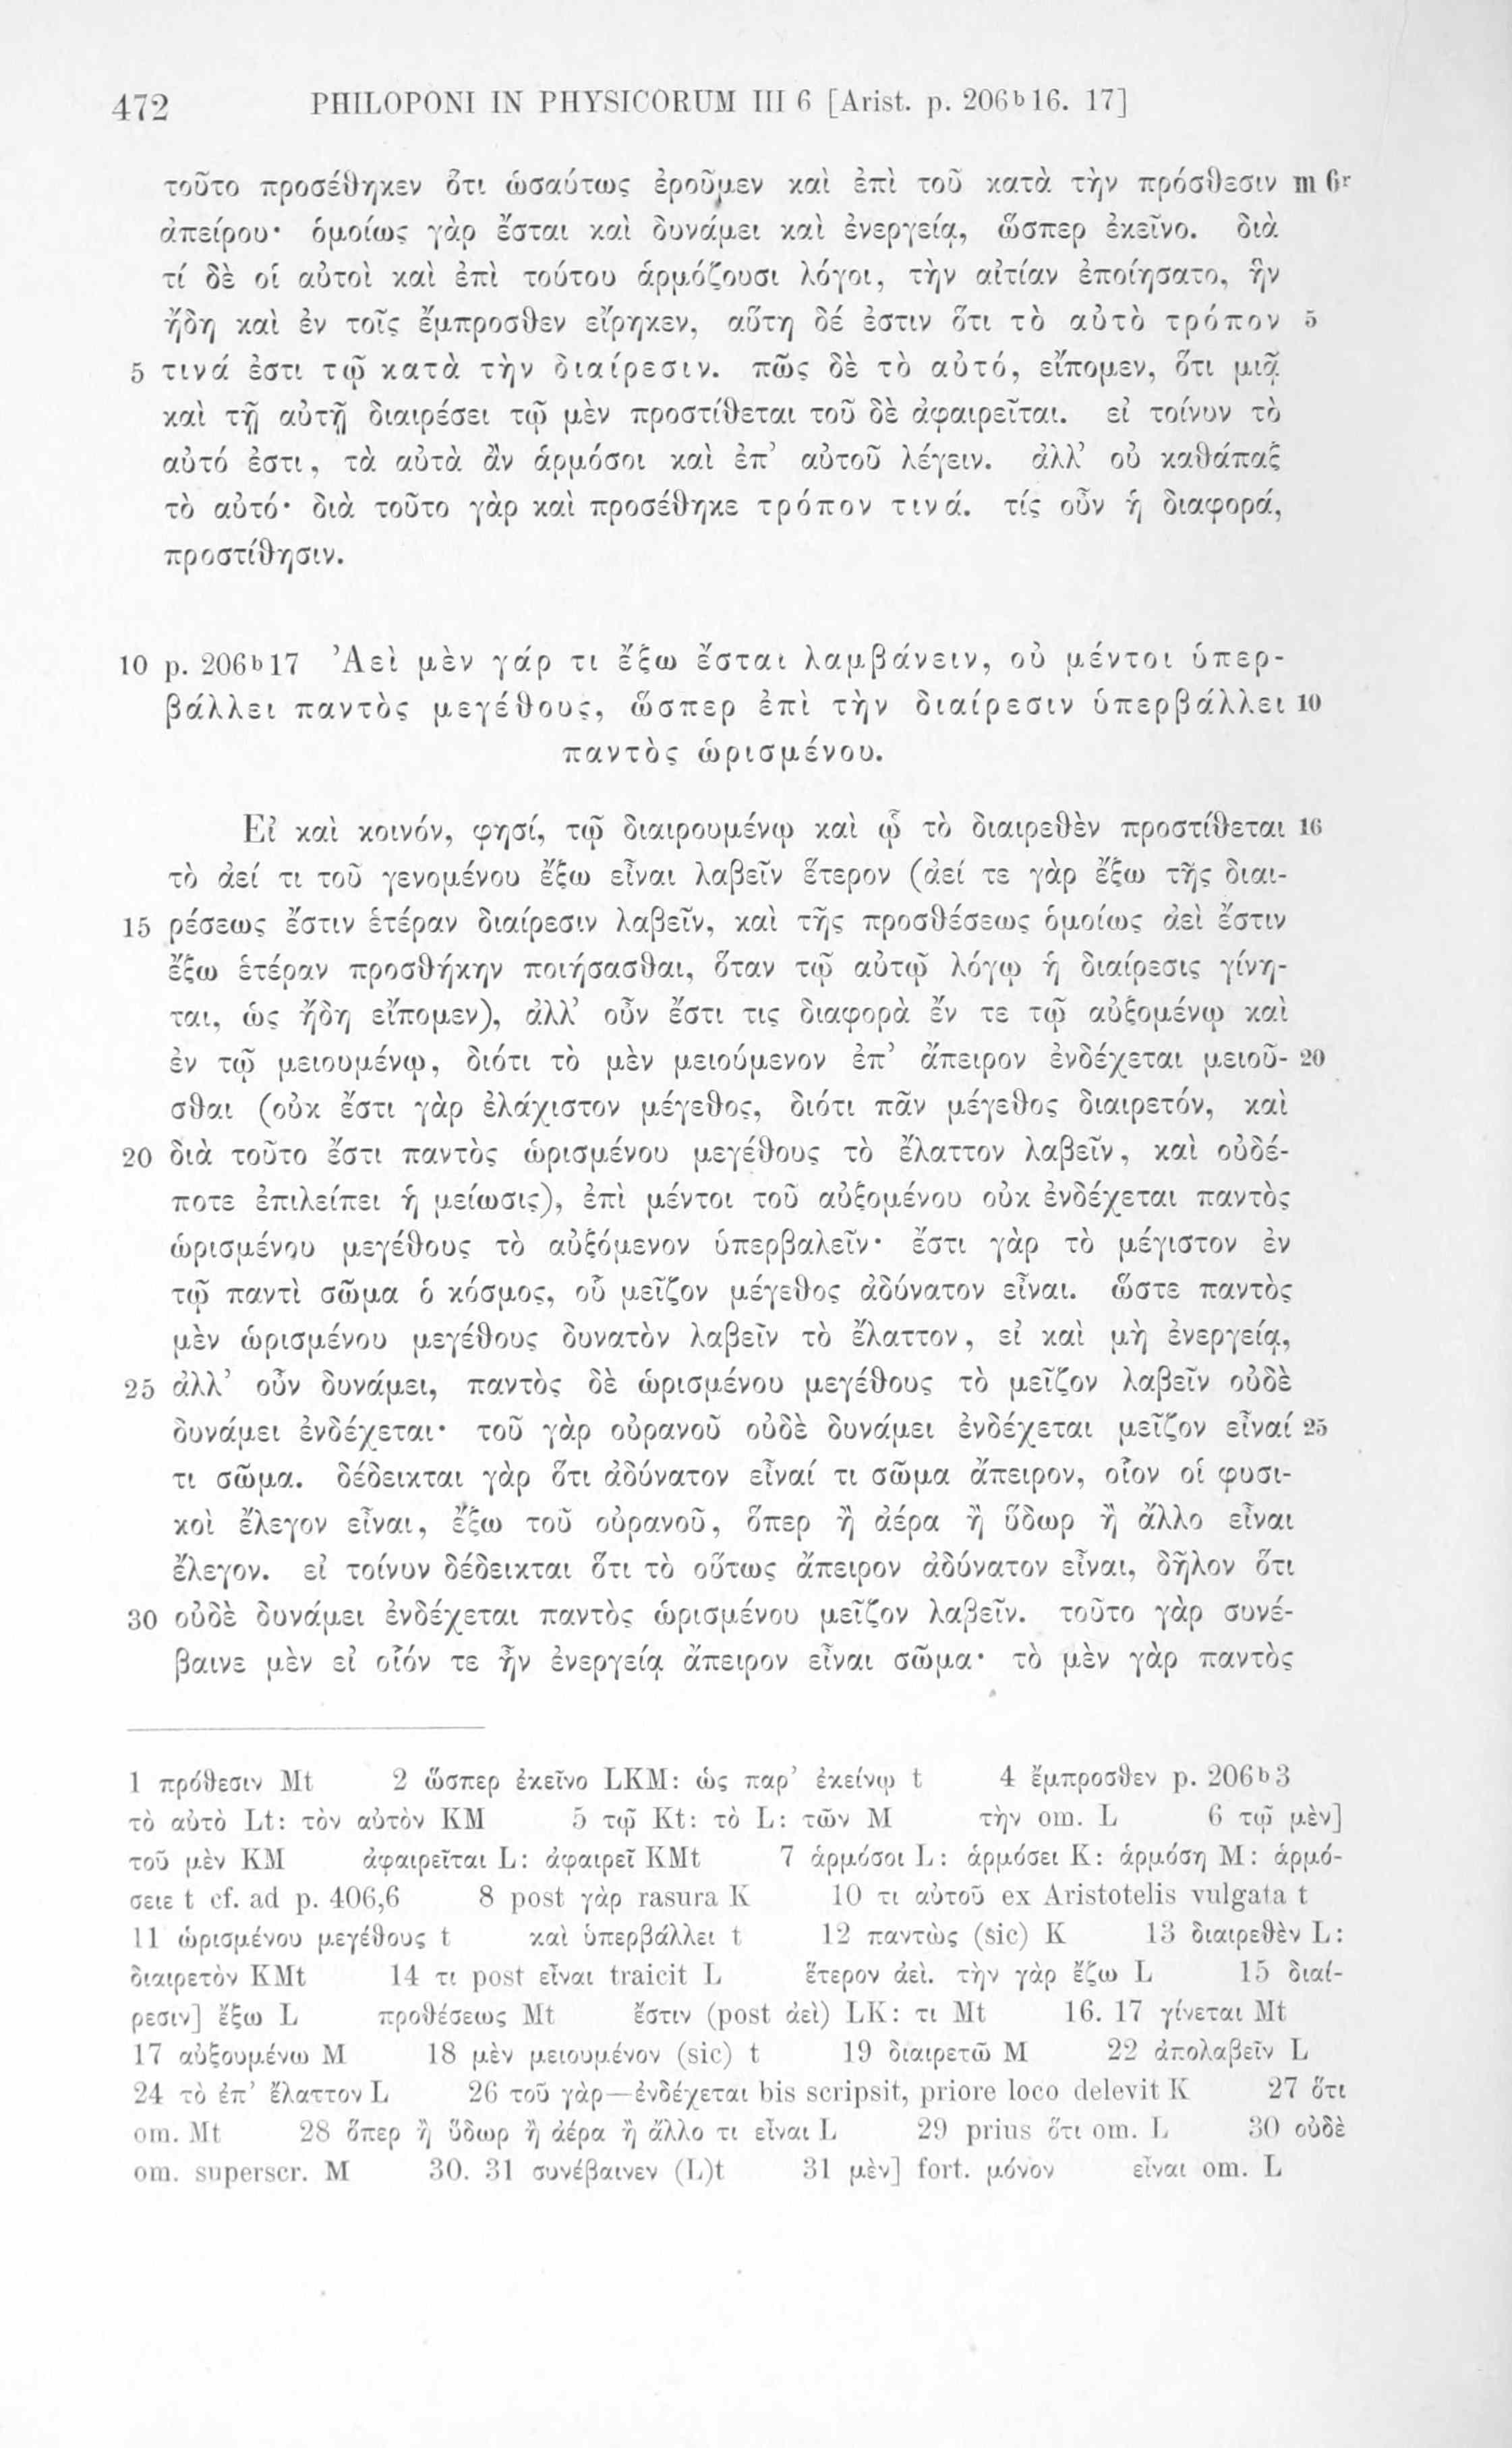 472 PHILOPONI IN PHYSICORUM III 6 [Arist. p. 206b16. 17]
τοῦτο προσέθηκεν ὅτι ὡσαύτως ἐροῦμεν καὶ ἐπὶ τοῦ κατὰ τὴν πρόσθεσιν m 6r
ἀπείρου· ὁμοίως γὰρ ἔσται καὶ δυνάμει καὶ ἐνεργείᾳ, ὥσπερ ἐκεῖνο. διὰ
τί δὲ οἱ αὐτοὶ καὶ ἐπὶ τούτου ἁρμόζουσι λόγοι, τὴν αἰτίαν ἐποίησατο, ἣν
ἤδη καὶ ἐν τοῖς ἔμπροσθεν εἴρηκεν, αὕτη δέ ἐστιν ὅτι τὸ αὐτὸ τρόπον 5
5 τινά ἐστι τῷ κατὰ τὴν διαίρεσιν. πῶς δὲ τὸ αὐτό, εἴπομεν, ὅτι μιᾷ
καὶ τῇ αὐτῇ διαιρέσει τῷ μὲν προστίθεται τοῦ δὲ ἀφαιρεῖται. εἰ τοίνυν τὸ
αὐτό ἐστι, τὰ αὐτὰ ἂν ἁρμόσοι καὶ ἐπ’ αὐτοῦ λέγειν. ἀλλ’ οὐ καθάπαξ
τὸ αὐτό· διὰ τοῦτο γὰρ καὶ προσέθηκε τρόπον τινά. τίς οὖν ἡ διαφορά,
προστίθησιν.
10 p. 206b17 Ἀεὶ μὲν γάρ τι ἔξω ἔσται λαμβάνειν, οὐ μέντοι ὑπερ-
βάλλει παντὸς μεγέθους, ὥσπερ ἐπὶ τὴν διαίρεσιν ὑπερβάλλει 10
παντὸς ὡρισμένου.
Εἰ καὶ κοινόν, φησί, τῷ διαιρουμένῳ καὶ ᾧ τὸ διαιρεθὲν προστίθεται 16
τὸ ἀεί τι τοῦ γενομένου ἔξω εἶναι λαβεῖν ἕτερον (ἀεί τε γὰρ ἔξω τῆς διαι-
15 ρέσεως ἔστιν ἑτέραν διαίρεσιν λαβεῖν, καὶ τῆς προσθέσεως ὁμοίως ἀεὶ ἔστιν
ἔξω ἑτέραν προσθήκην ποιήσασθαι, ὅταν τῷ αὐτῷ λόγῳ ἡ διαίρεσις γίνη-
ται, ὡς ἤδη εἴπομεν), ἀλλ’ οὖν ἔστι τις διαφορὰ ἔν τε τῷ αὐξομένῳ καὶ
ἐν τῷ μειουμένῳ, διότι τὸ μὲν μειούμενον ἐπ’ ἄπειρον ἐνδέχεται μειοῦ- 20
σθαι (οὐκ ἔστι γὰρ ἐλάχιστον μέγεθος, διότι πᾶν μέγεθος διαιρετόν, καὶ
20 διὰ τοῦτο ἔστι παντὸς ὡρισμένου μεγέθους τὸ ἔλαττον λαβεῖν, καὶ οὐδέ-
ποτε ἐπιλείπει ἡ μείωσις), ἐπὶ μέντοι τοῦ αὐξομένου οὐκ ἐνδέχεται παντὸς
ὡρισμένου μεγέθους τὸ αὐξόμενον ὑπερβαλεῖν· ἔστι γὰρ τὸ μέγιστον ἐν
τῷ παντὶ σῶμα ὁ κόσμος, οὗ μεῖζον μέγεθος ἀδύνατον εἶναι. ὥστε παντὸς
μὲν ὡρισμένου μεγέθους δυνατὸν λαβεῖν τὸ ἔλαττον, εἰ καὶ μὴ ἐνεργείᾳ,
25 ἀλλ’ οὖν δυνάμει, παντὸς δὲ ὡρισμένου μεγέθους τὸ μεῖζον λαβεῖν οὐδὲ
δυνάμει ἐνδέχεται· τοῦ γὰρ οὐρανοῦ οὐδὲ δυνάμει ἐνδέχεται μεῖζον εἶναί 25
τι σῶμα. δέδεικται γὰρ ὅτι ἀδύνατον εἶναί τι σῶμα ἄπειρον, οἷον οἱ φυσι-
κοὶ ἔλεγον εἶναι, ἔξω τοῦ οὐρανοῦ, ὅπερ ἢ ἀέρα ἢ ὕδωρ ἢ ἄλλο εἶναι
ἔλεγον. εἰ τοίνυν δέδεικται ὅτι τὸ οὕτως ἄπειρον ἀδύνατον εἶναι, δῆλον ὅτι
30 οὐδὲ δυνάμει ἐνδέχεται παντὸς ὡρισμένου μεῖζον λαβεῖν. τοῦτο γὰρ συνέ-
βαινε μὲν εἰ οἷόν τε ἦν ἐνεργείᾳ ἄπειρον εἶναι σῶμα· τὸ μὲν γὰρ παντὸς
1 πρόθεσιν Mt 2 ὥσπερ ἐκεῖνο LKM: ὡς παρ’ ἐκείνῳ t 4 ἔμπροσθεν p. 206b3
τὸ αὐτὸ Lt: τὸν αὐτὸν KM 5 τῷ Kt: τὸ L: τῶν M τὴν om. L 6 τῷ μὲν]
τοῦ μὲν KM ἀφαιρεῖται L: ἀφαιρεῖ KMt 7 ἁρμόσοι L: ἁρμόσει K: ἁρμόση M: ἁρμό-
σειε t cf. ad p. 406,6 8 post γὰρ rasura K 10 τι αὐτοῦ ex Aristotelis vulgata t
11 ὡρισμένου μεγέθους t καὶ ὑπερβάλλει t 12 παντὼς (sic) K 13 διαιρεθὲν L:
διαιρετὸν KMt 14 τι post εἶναι traicit L ἕτερον ἀεὶ. τὴν γὰρ ἔξω L 15 διαί-
ρεσιν] ἔξω L προθέσεως Mt ἔστιν (post ἀεὶ) LK: τι Mt 16. 17 γίνεται Mt
17 αὐξουμένω M 18 μὲν μειουμένον (sic) t 19 διαιρετῶ M 22 ἀπολαβεῖν L
24 τὸ ἐπ’ ἔλαττον L 26 τοῦ γὰρ—ἐνδέχεται bis scripsit, priore loco delevit K 27 ὅτι
om. Mt 28 ὅπερ ἢ ὕδωρ ἢ ἀέρα ἢ ἄλλο τι εἶναι L 29 prius ὅτι om. L 30 οὐδὲ
om. superscr. M 30. 31 συνέβαινεν (L)t 31 μὲν] fort. μόνον εἶναι om. L